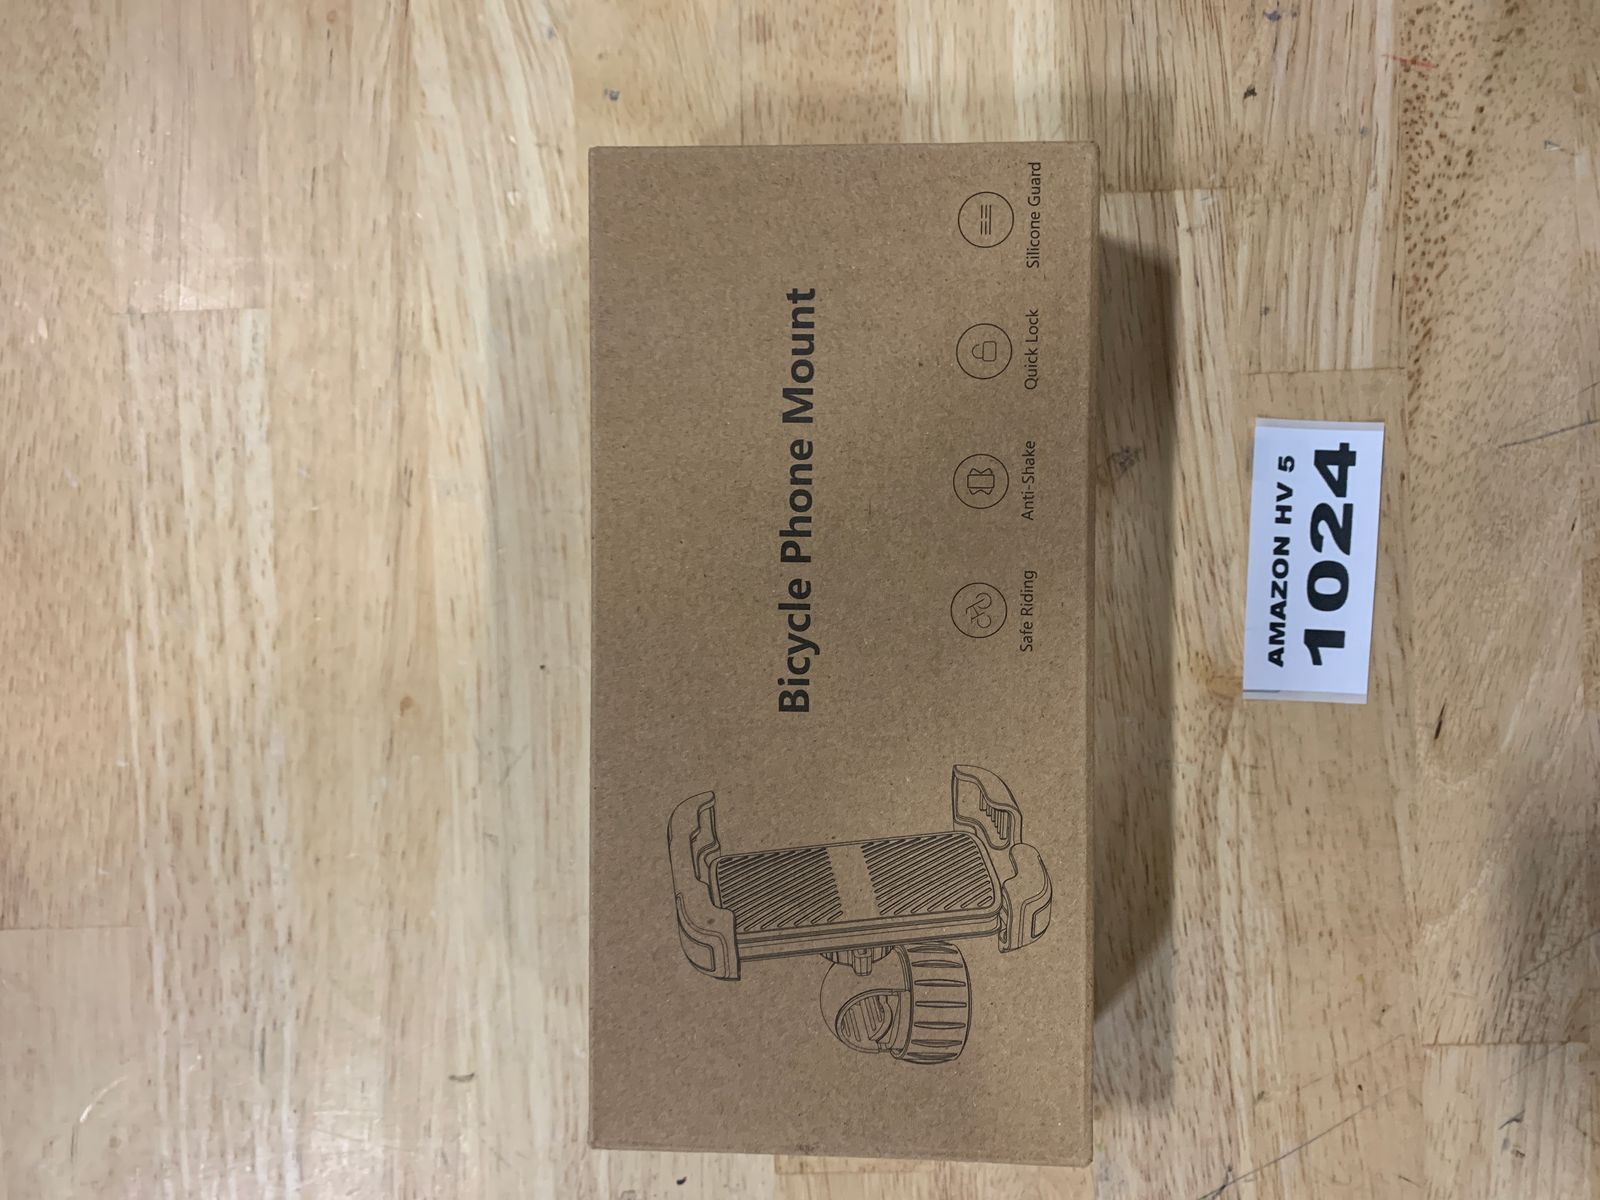 Bicycle Phone Mount
Safe Riding
Anti-Shake
Quick Lock
Silicone Guard
AMAZON HV 5
1024